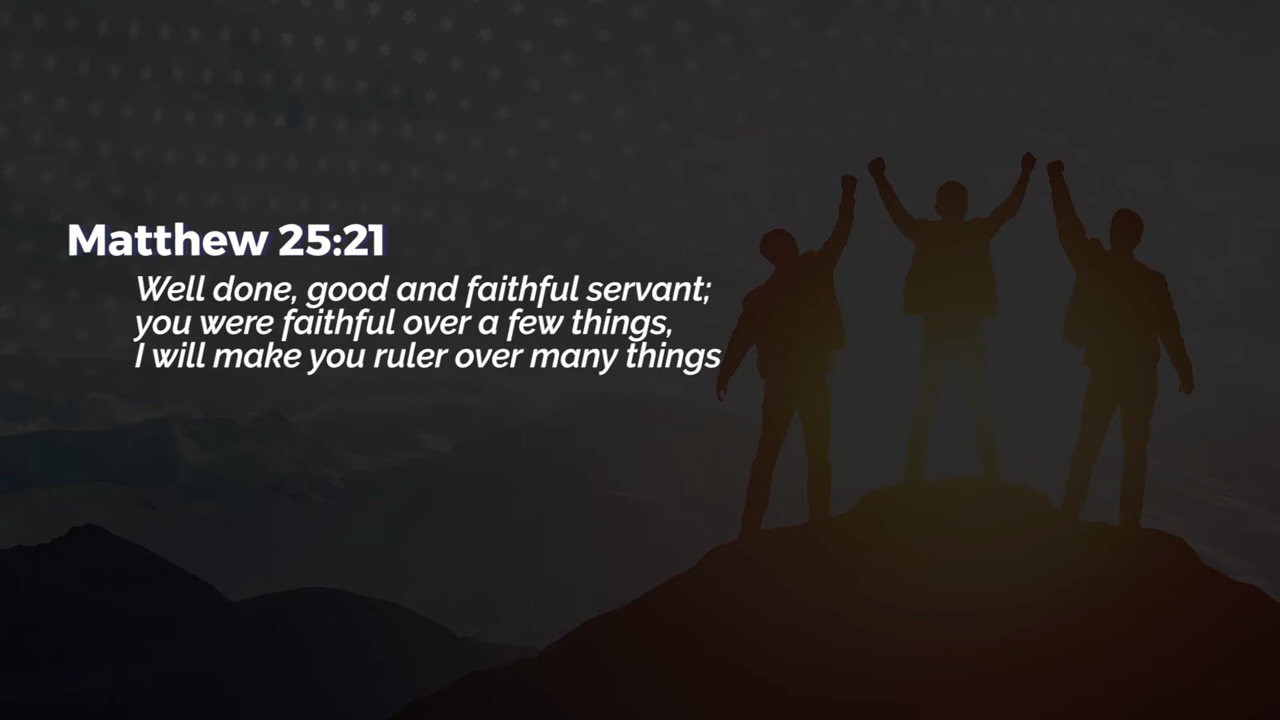 Matthew 25:21
Well done, good and faithful servant;
you were faithful over a few things,
I will make you ruler over many things